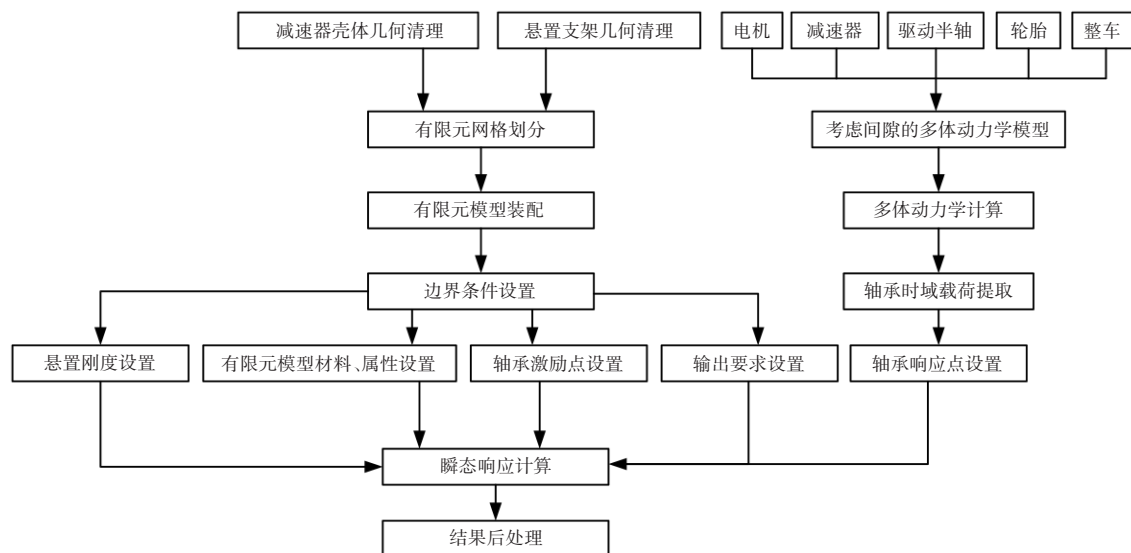 减速器壳体几何清理
悬置支架几何清理
电机
减速器
驱动半轴
轮胎
整车
有限元网格划分
考虑间隙的多体动力学模型
有限元模型装配
多体动力学计算
边界条件设置
轴承时域载荷提取
悬置刚度设置
有限元模型材料、属性设置
轴承激励点设置
输出要求设置
轴承响应点设置
瞬态响应计算
结果后处理